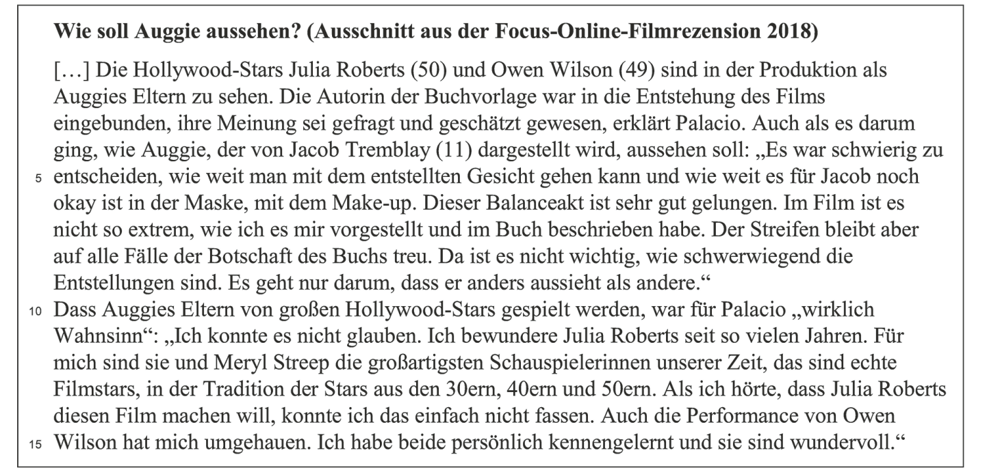 Wie soll Auggie aussehen? (Ausschnitt aus der Focus-Online-Filmrezension 2018)
[…] Die Hollywood-Stars Julia Roberts (50) und Owen Wilson (49) sind in der Produktion als
Auggies Eltern zu sehen. Die Autorin der Buchvorlage war in die Entstehung des Films
eingebunden, ihre Meinung sei gefragt und geschätzt gewesen, erklärt Palacio. Auch als es darum
ging, wie Auggie, der von Jacob Tremblay (11) dargestellt wird, aussehen soll: „Es war schwierig zu
5 entscheiden, wie weit man mit dem entstellten Gesicht gehen kann und wie weit es für Jacob noch
okay ist in der Maske, mit dem Make-up. Dieser Balanceakt ist sehr gut gelungen. Im Film ist es
nicht so extrem, wie ich es mir vorgestellt und im Buch beschrieben habe. Der Streifen bleibt aber
auf alle Fälle der Botschaft des Buchs treu. Da ist es nicht wichtig, wie schwerwiegend die
Entstellungen sind. Es geht nur darum, dass er anders aussieht als andere.“
10 Dass Auggies Eltern von großen Hollywood-Stars gespielt werden, war für Palacio „wirklich
Wahnsinn“: „Ich konnte es nicht glauben. Ich bewundere Julia Roberts seit so vielen Jahren. Für
mich sind sie und Meryl Streep die großartigsten Schauspielerinnen unserer Zeit, das sind echte
Filmstars, in der Tradition der Stars aus den 30ern, 40ern und 50ern. Als ich hörte, dass Julia Roberts
diesen Film machen will, konnte ich das einfach nicht fassen. Auch die Performance von Owen
15 Wilson hat mich umgehauen. Ich habe beide persönlich kennengelernt und sie sind wundervoll.“